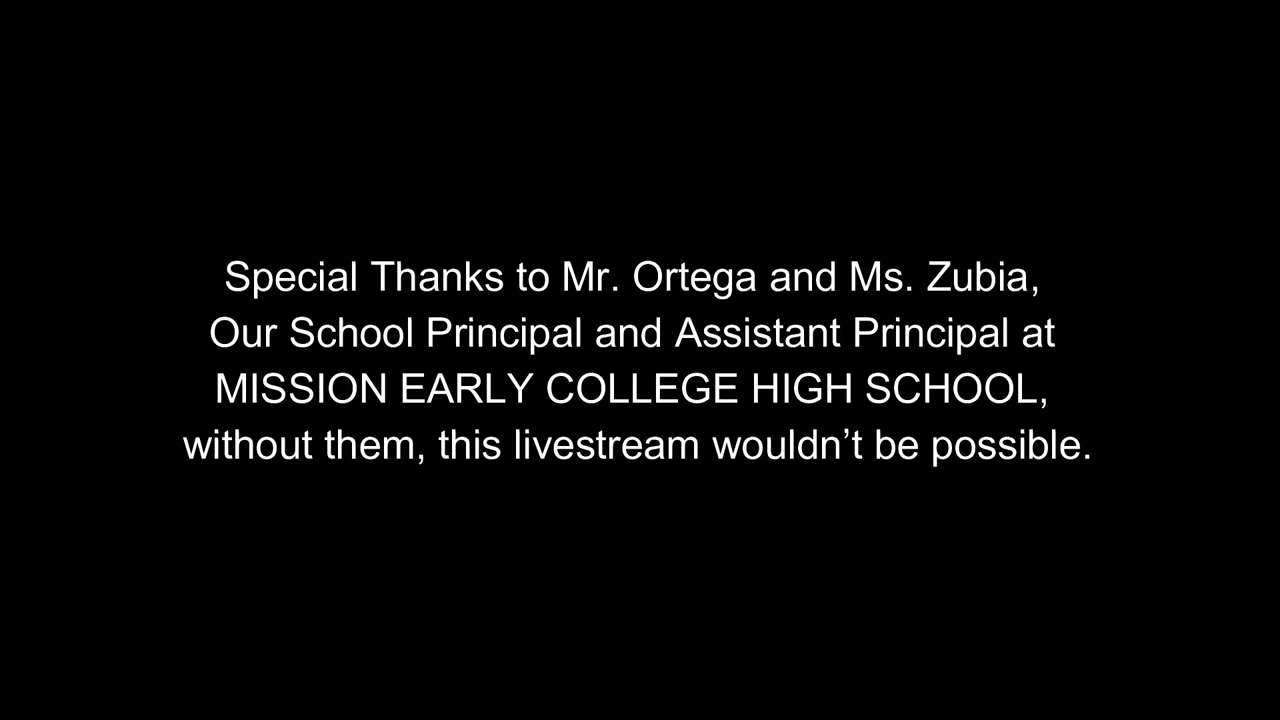 Special Thanks to Mr. Ortega and Ms. Zubia,
Our School Principal and Assistant Principal at
MISSION EARLY COLLEGE HIGH SCHOOL,
without them, this livestream wouldn’t be possible.